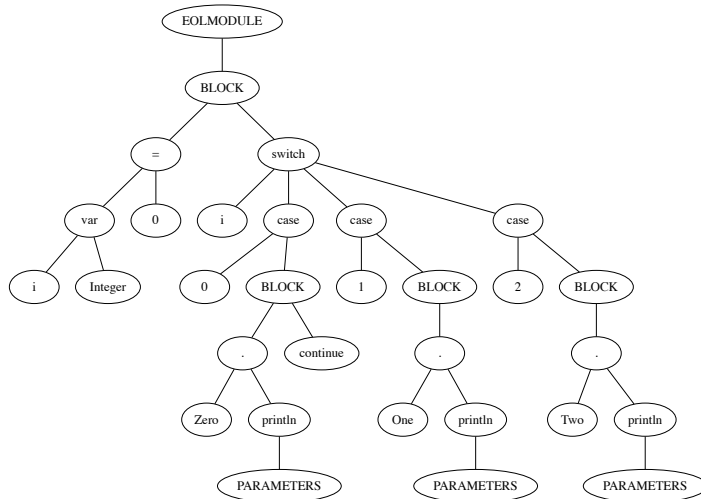 EOLMODULE
BLOCK
= switch
var 0 i case case case
i Integer 0 BLOCK 1 BLOCK 2 BLOCK
. continue . .
Zero println One println Two println
PARAMETERS PARAMETERS PARAMETERS